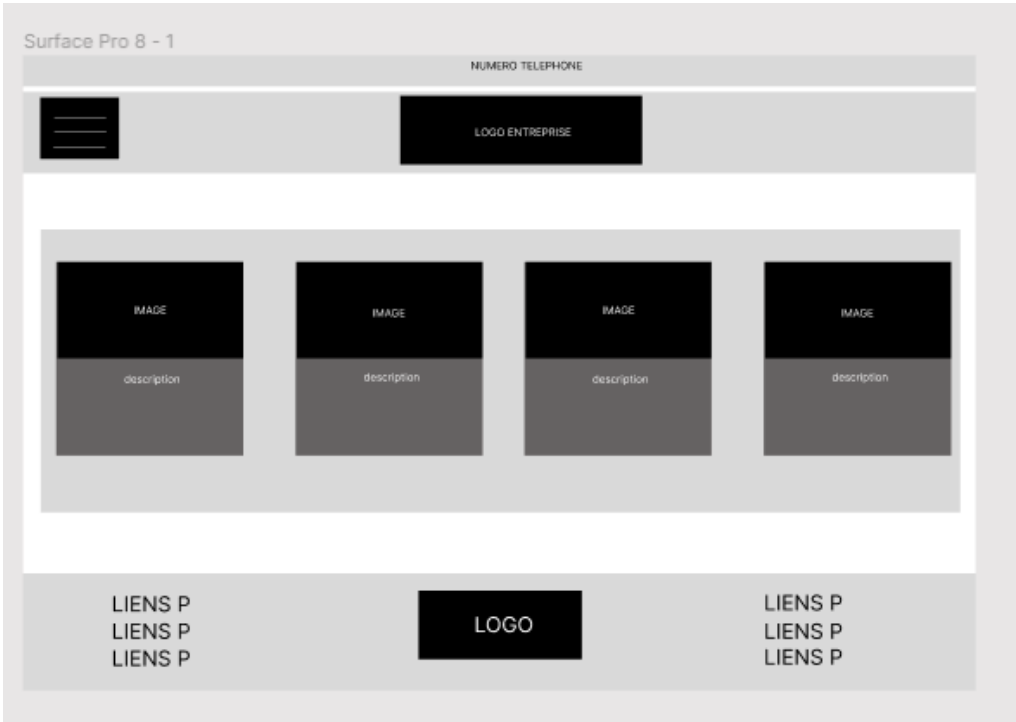 Surface Pro 8 - 1
NUMERO TELEPHONE
LOGO ENTREPRISE
IMAGE
IMAGE
IMAGE
IMAGE
description
description
description
description
LIENS P
LIENS P
LIENS P
LOGO
LIENS P
LIENS P
LIENS P